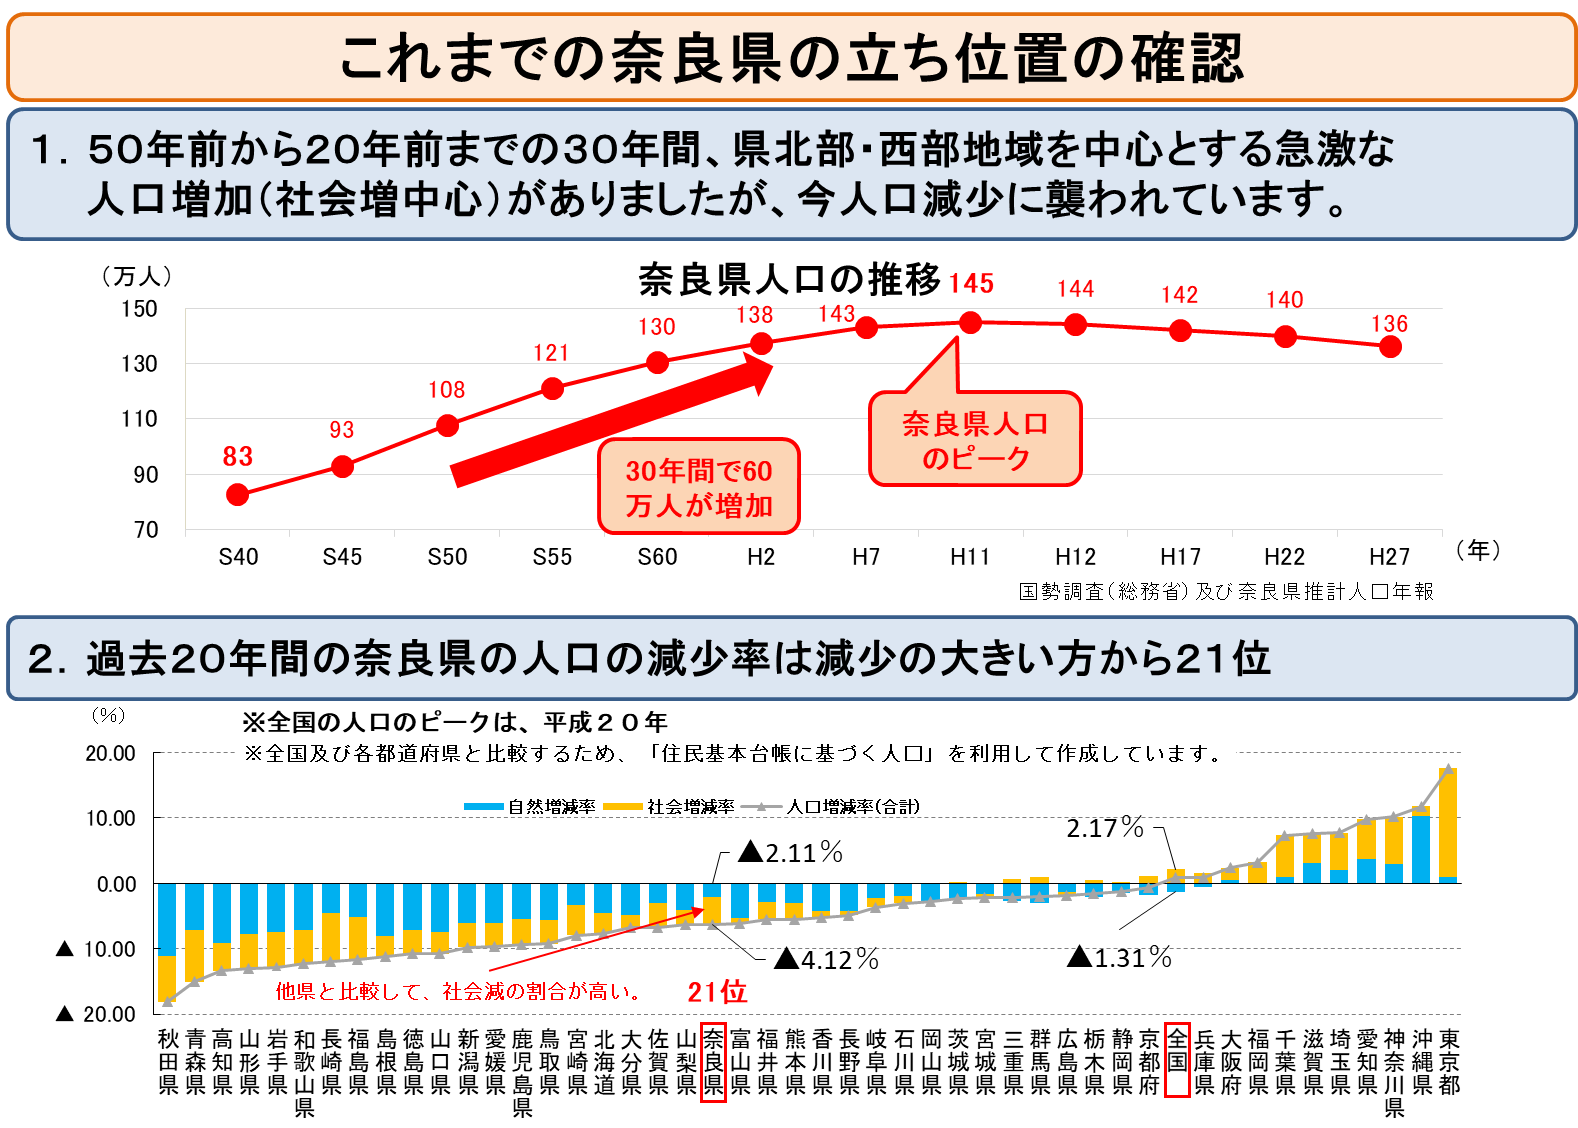 これまでの奈良県の立ち位置の確認
１．５０年前から２０年前までの３０年間、県北部・西部地域を中心とする急激な
人口増加（社会増中心）がありましたが、今人口減少に襲われています。
（万人）
奈良県人口の推移
150
130
110
90
70
83
93
108
121
130
138
143
145
144
142
140
136
30年間で60
万人が増加
奈良県人口
のピーク
S40
S45
S50
S55
S60
H2
H7
H11
H12
H17
H22
H27
（年）
国勢調査（総務省）及び奈良県推計人口年報
２．過去２０年間の奈良県の人口の減少率は減少の大きい方から２１位
（％）
※全国の人口のピークは、平成２０年
※全国及び各都道府県と比較するため、「住民基本台帳に基づく人口」を利用して作成しています。
自然増減率
社会増減率
人口増減率(合計)
20.00
10.00
0.00
▲ 10.00
▲ 20.00
▲2.11％
2.17％
▲4.12％
▲1.31％
他県と比較して、社会減の割合が高い。
21位
秋田県
青森県
高知県
山形県
岩手県
和歌山県
長崎県
福島県
島根県
徳島県
山口県
新潟県
愛媛県
鹿児島県
鳥取県
宮崎県
北海道
大分県
佐賀県
山梨県
奈良県
富山県
福井県
熊本県
香川県
長野県
岐阜県
石川県
岡山県
茨城県
宮城県
三重県
群馬県
広島県
栃木県
静岡県
京都府
全国
兵庫県
大阪府
福岡県
千葉県
滋賀県
埼玉県
愛知県
神奈川県
沖縄県
東京都